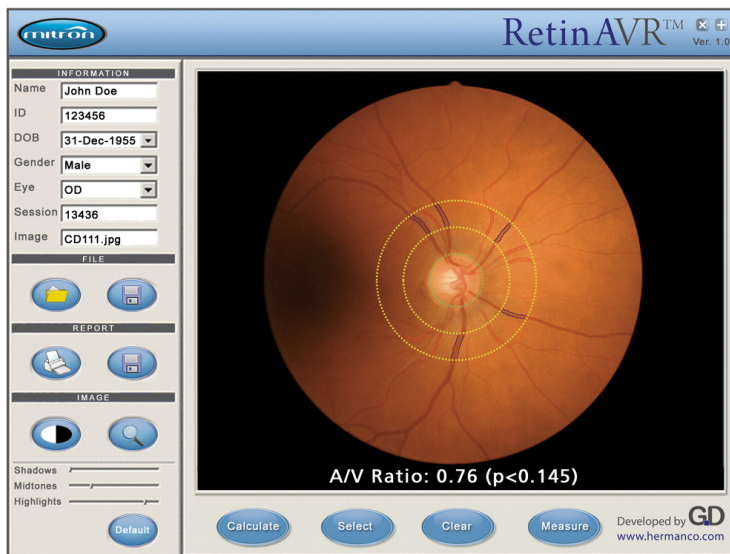 mitron
RetinAVR™
Ver. 1.0
INFORMATION
Name John Doe
ID 123456
DOB 31-Dec-1955
Gender Male
Eye OD
Session 13436
Image CD111.jpg
FILE
REPORT
IMAGE
Shadows
Midtones
Highlights
Default
A/V Ratio: 0.76 (p<0.145)
Calculate
Select
Clear
Measure
Developed by GD
www.hermanco.com